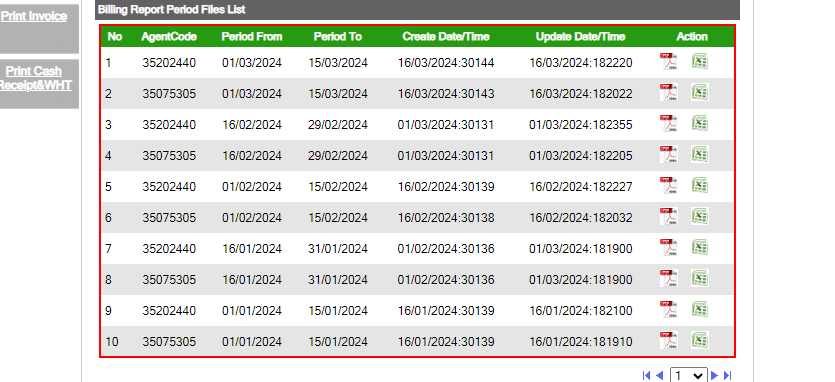 Print Invoice
Print Cash
Receipt&WHT
Billing Report Period Files List
No AgentCode Period From Period To Create Date/Time Update Date/Time Action
1 35202440 01/03/2024 15/03/2024 16/03/2024:30144 16/03/2024:182220
2 35075305 01/03/2024 15/03/2024 16/03/2024:30143 16/03/2024:182022
3 35202440 16/02/2024 29/02/2024 01/03/2024:30131 01/03/2024:182355
4 35075305 16/02/2024 29/02/2024 01/03/2024:30131 01/03/2024:182205
5 35202440 01/02/2024 15/02/2024 16/02/2024:30139 16/02/2024:182227
6 35075305 01/02/2024 15/02/2024 16/02/2024:30138 16/02/2024:182032
7 35202440 16/01/2024 31/01/2024 01/02/2024:30136 01/03/2024:181900
8 35075305 16/01/2024 31/01/2024 01/02/2024:30136 01/03/2024:181900
9 35202440 01/01/2024 15/01/2024 16/01/2024:30139 16/01/2024:182100
10 35075305 01/01/2024 15/01/2024 16/01/2024:30139 16/01/2024:181910
1